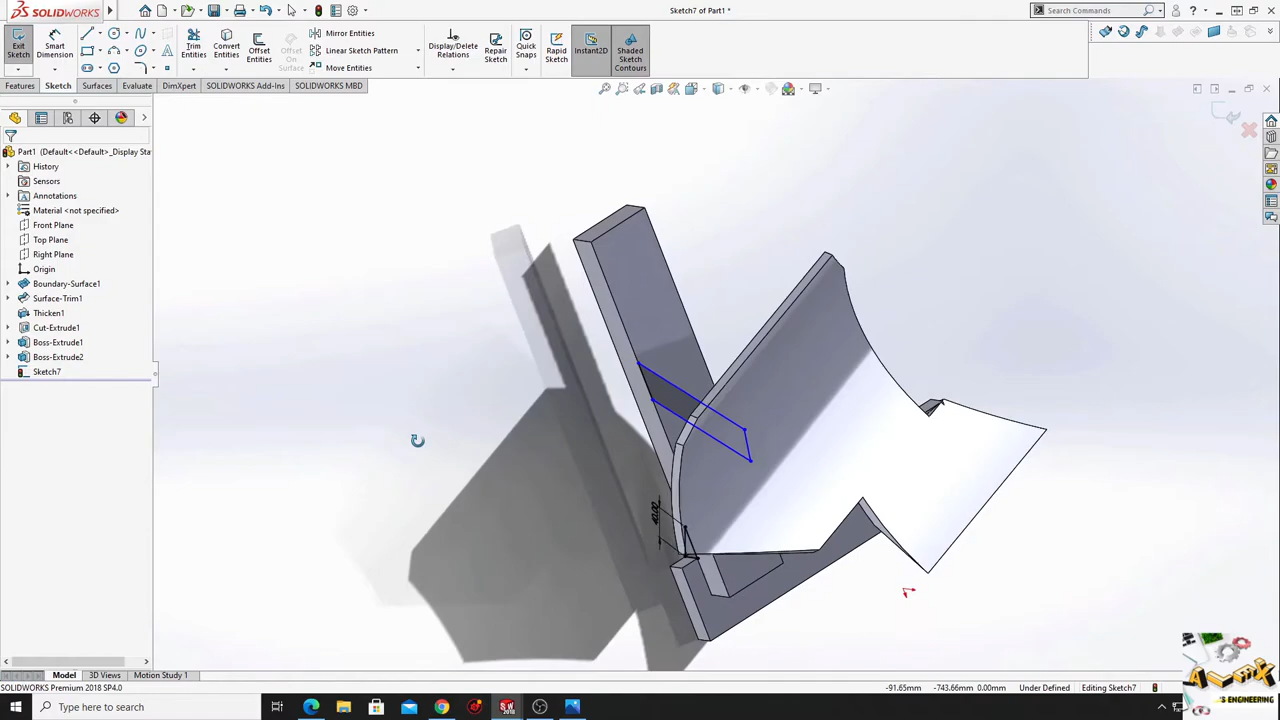 SOLIDWORKS
Sketch7 of Part1 *
Search Commands
Exit Sketch
Smart Dimension
Trim Entities
Convert Entities
Offset Entities
Offset On Surface
Mirror Entities
Linear Sketch Pattern
Move Entities
Display/Delete Relations
Repair Sketch
Quick Snaps
Rapid Sketch
Instant2D
Shaded Sketch Contours
Features
Sketch
Surfaces
Evaluate
DimXpert
SOLIDWORKS Add-Ins
SOLIDWORKS MBD
Part1 (Default<<Default>_Display Sta
History
Sensors
Annotations
Material <not specified>
Front Plane
Top Plane
Right Plane
Origin
Boundary-Surface1
Surface-Trim1
Thicken1
Cut-Extrude1
Boss-Extrude1
Boss-Extrude2
Sketch7
40.00
Model
3D Views
Motion Study 1
SOLIDWORKS Premium 2018 SP4.0
-91.65mm
-743.66mm 0.00mm
Under Defined
Editing Sketch7
Type here to search
'S ENGINEERING